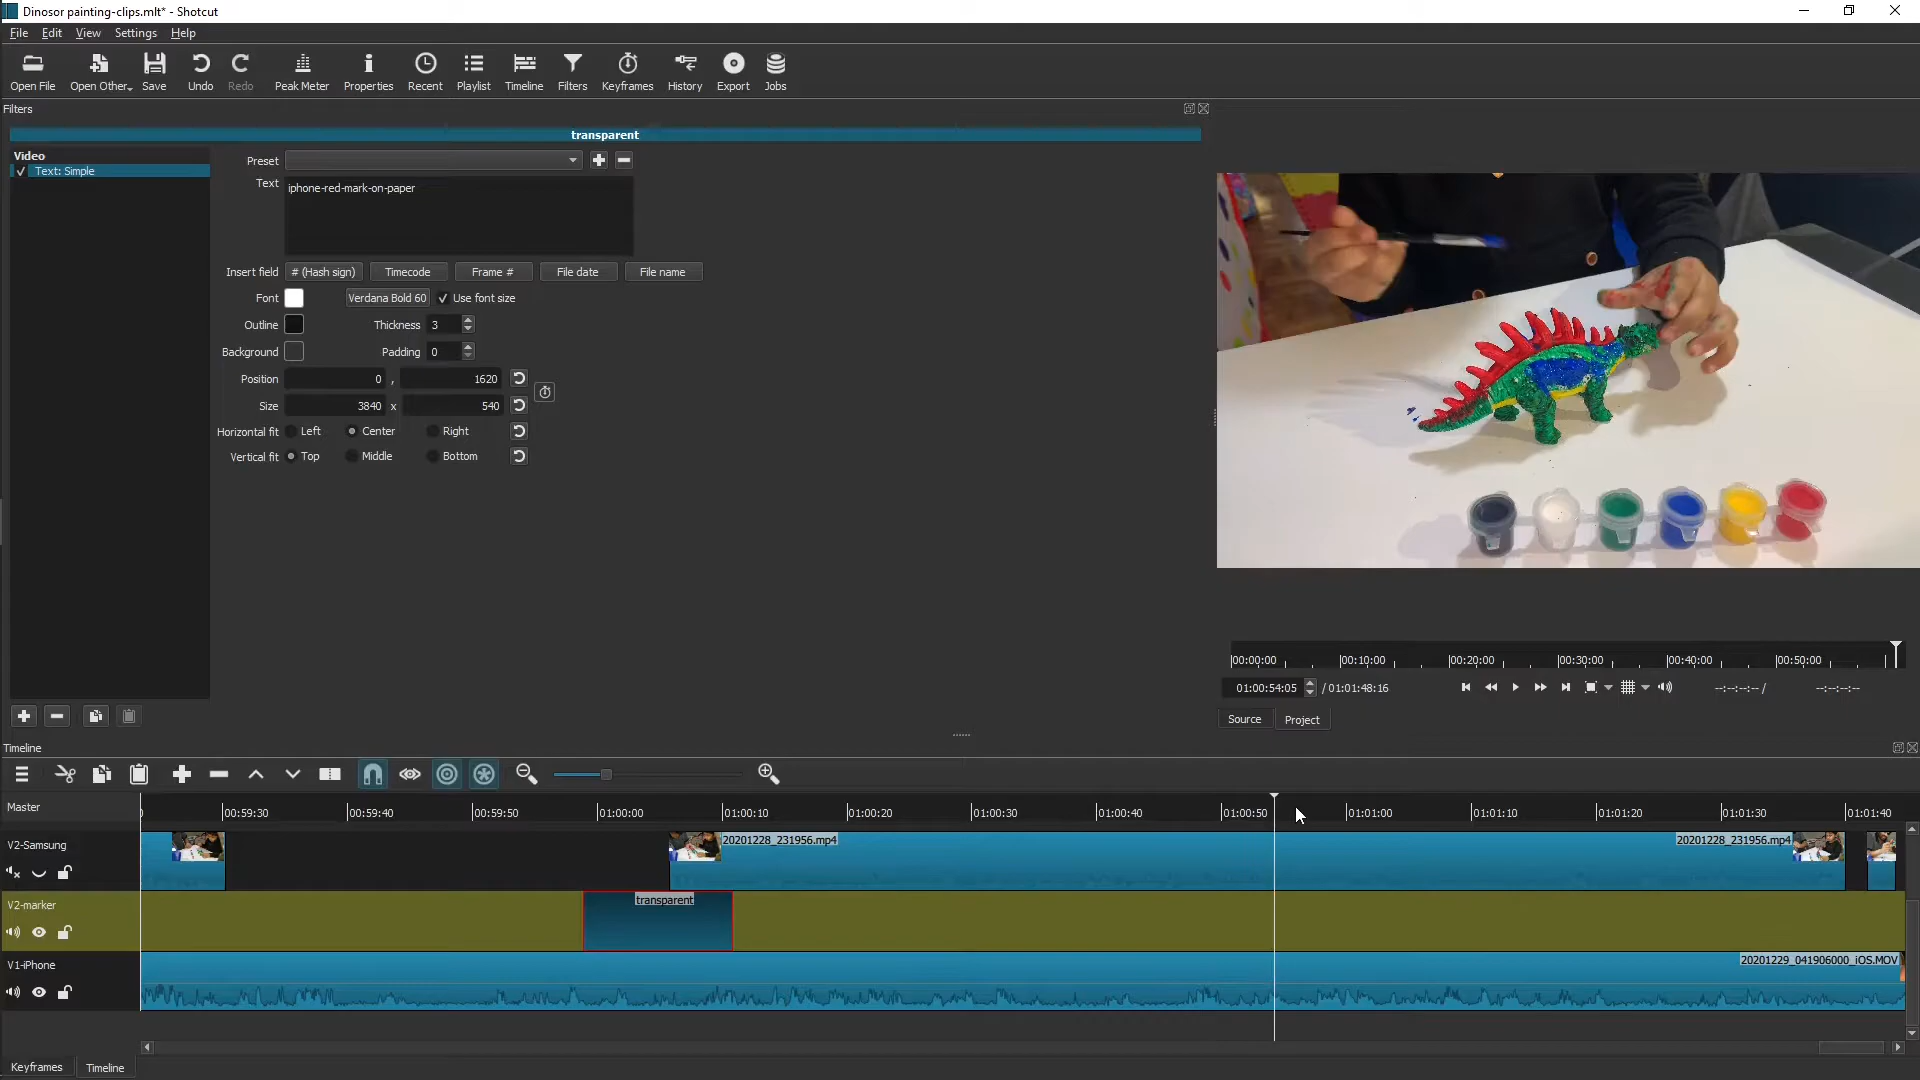 Dinosor painting-clips.mlt* - Shotcut
File Edit View Settings Help
Open File Open Other Save Undo Redo Peak Meter Properties Recent Playlist Timeline Filters Keyframes History Export Jobs
Filters
transparent
Video
Text: Simple
Preset
Text iphone-red-mark-on-paper
Insert field # (Hash sign) Timecode Frame # File date File name
Font Verdana Bold 60 Use font size
Outline Thickness 3
Background Padding 0
Position 0 , 1620
Size 3840 x 540
Horizontal fit Left Center Right
Vertical fit Top Middle Bottom
00:00:00 00:10:00 00:20:00 00:30:00 00:40:00 00:50:00
01:00:54:05 / 01:01:48:16 --:--:--:-- / --:--:--:--
Source Project
Timeline
Master 00:59:30 00:59:40 00:59:50 01:00:00 01:00:10 01:00:20 01:00:30 01:00:40 01:00:50 01:01:00 01:01:10 01:01:20 01:01:30 01:01:40
V2-Samsung 20201228_231956.mp4 20201228_231956.mp4
V2-marker transparent
V1-iPhone 20201229_041906000_iOS.MOV
Keyframes Timeline